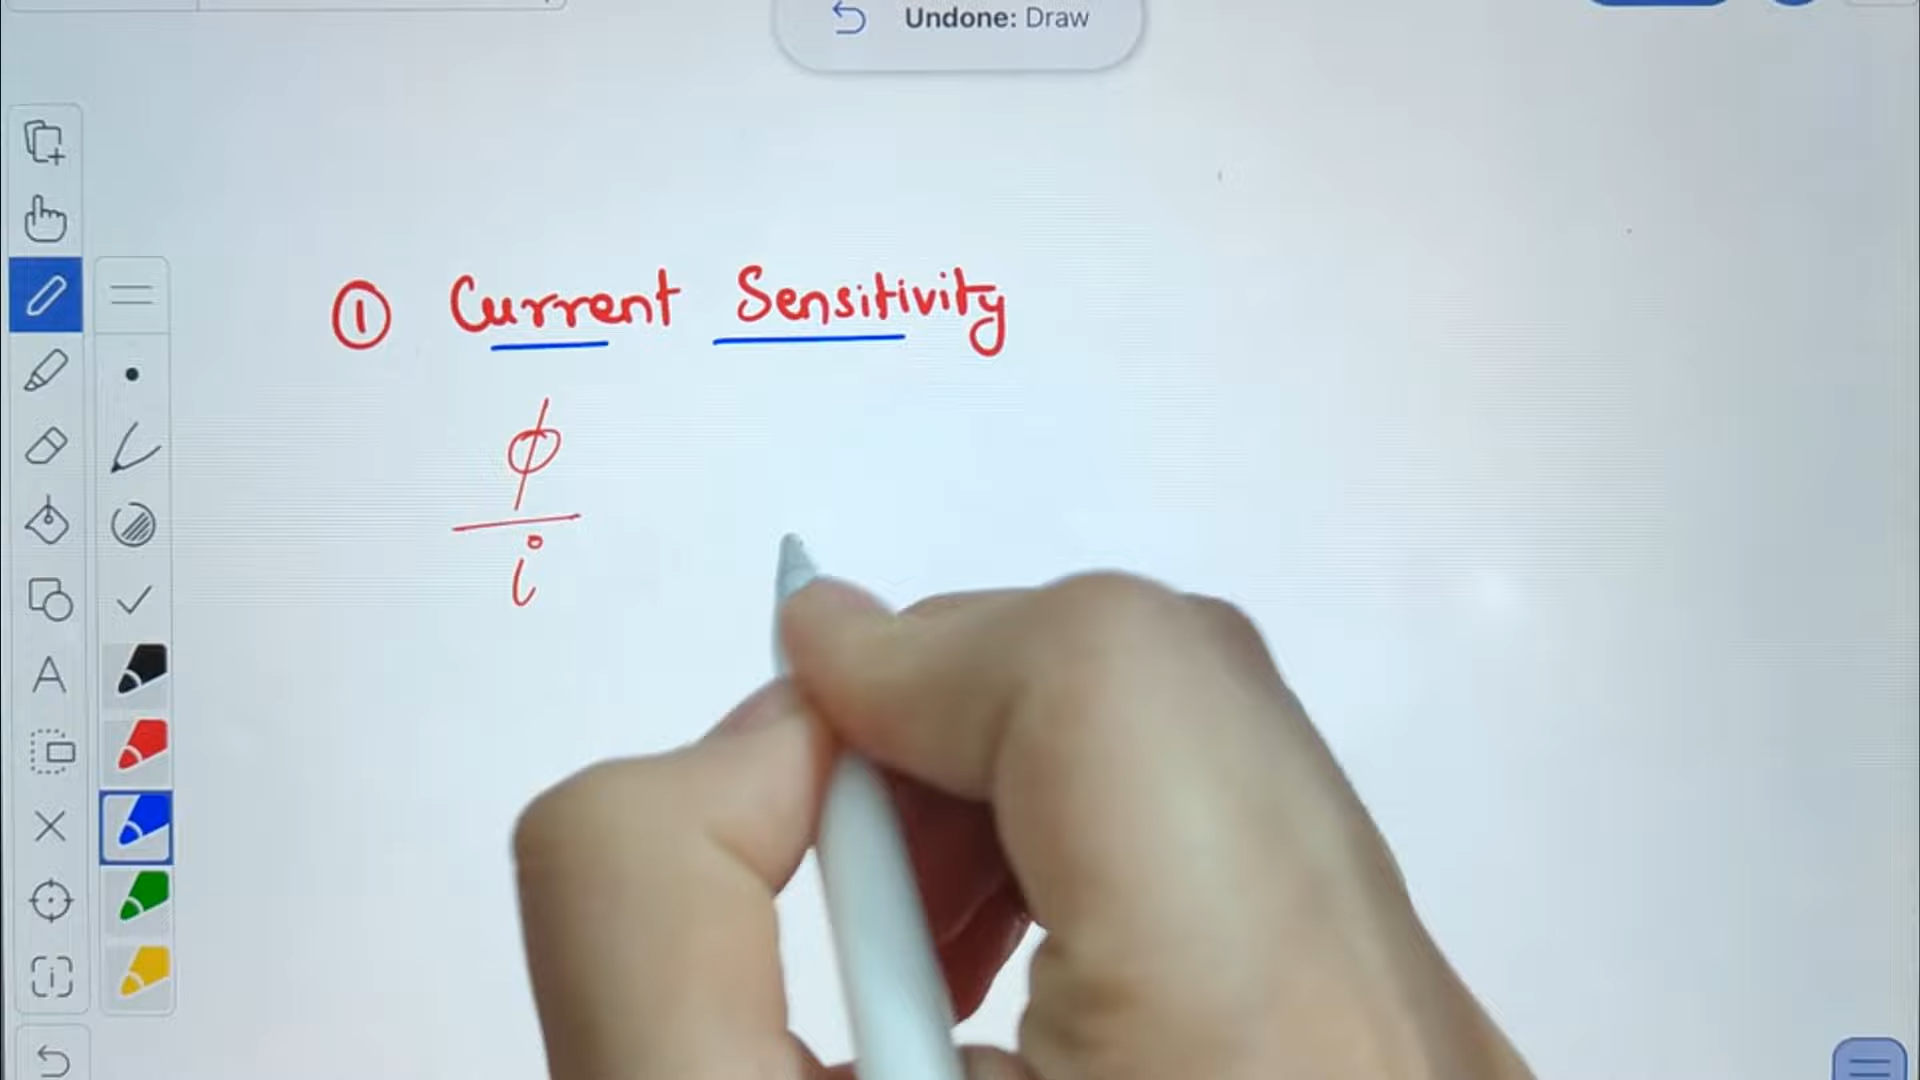 Undone: Draw
① Current Sensitivity
ϕ
i
A